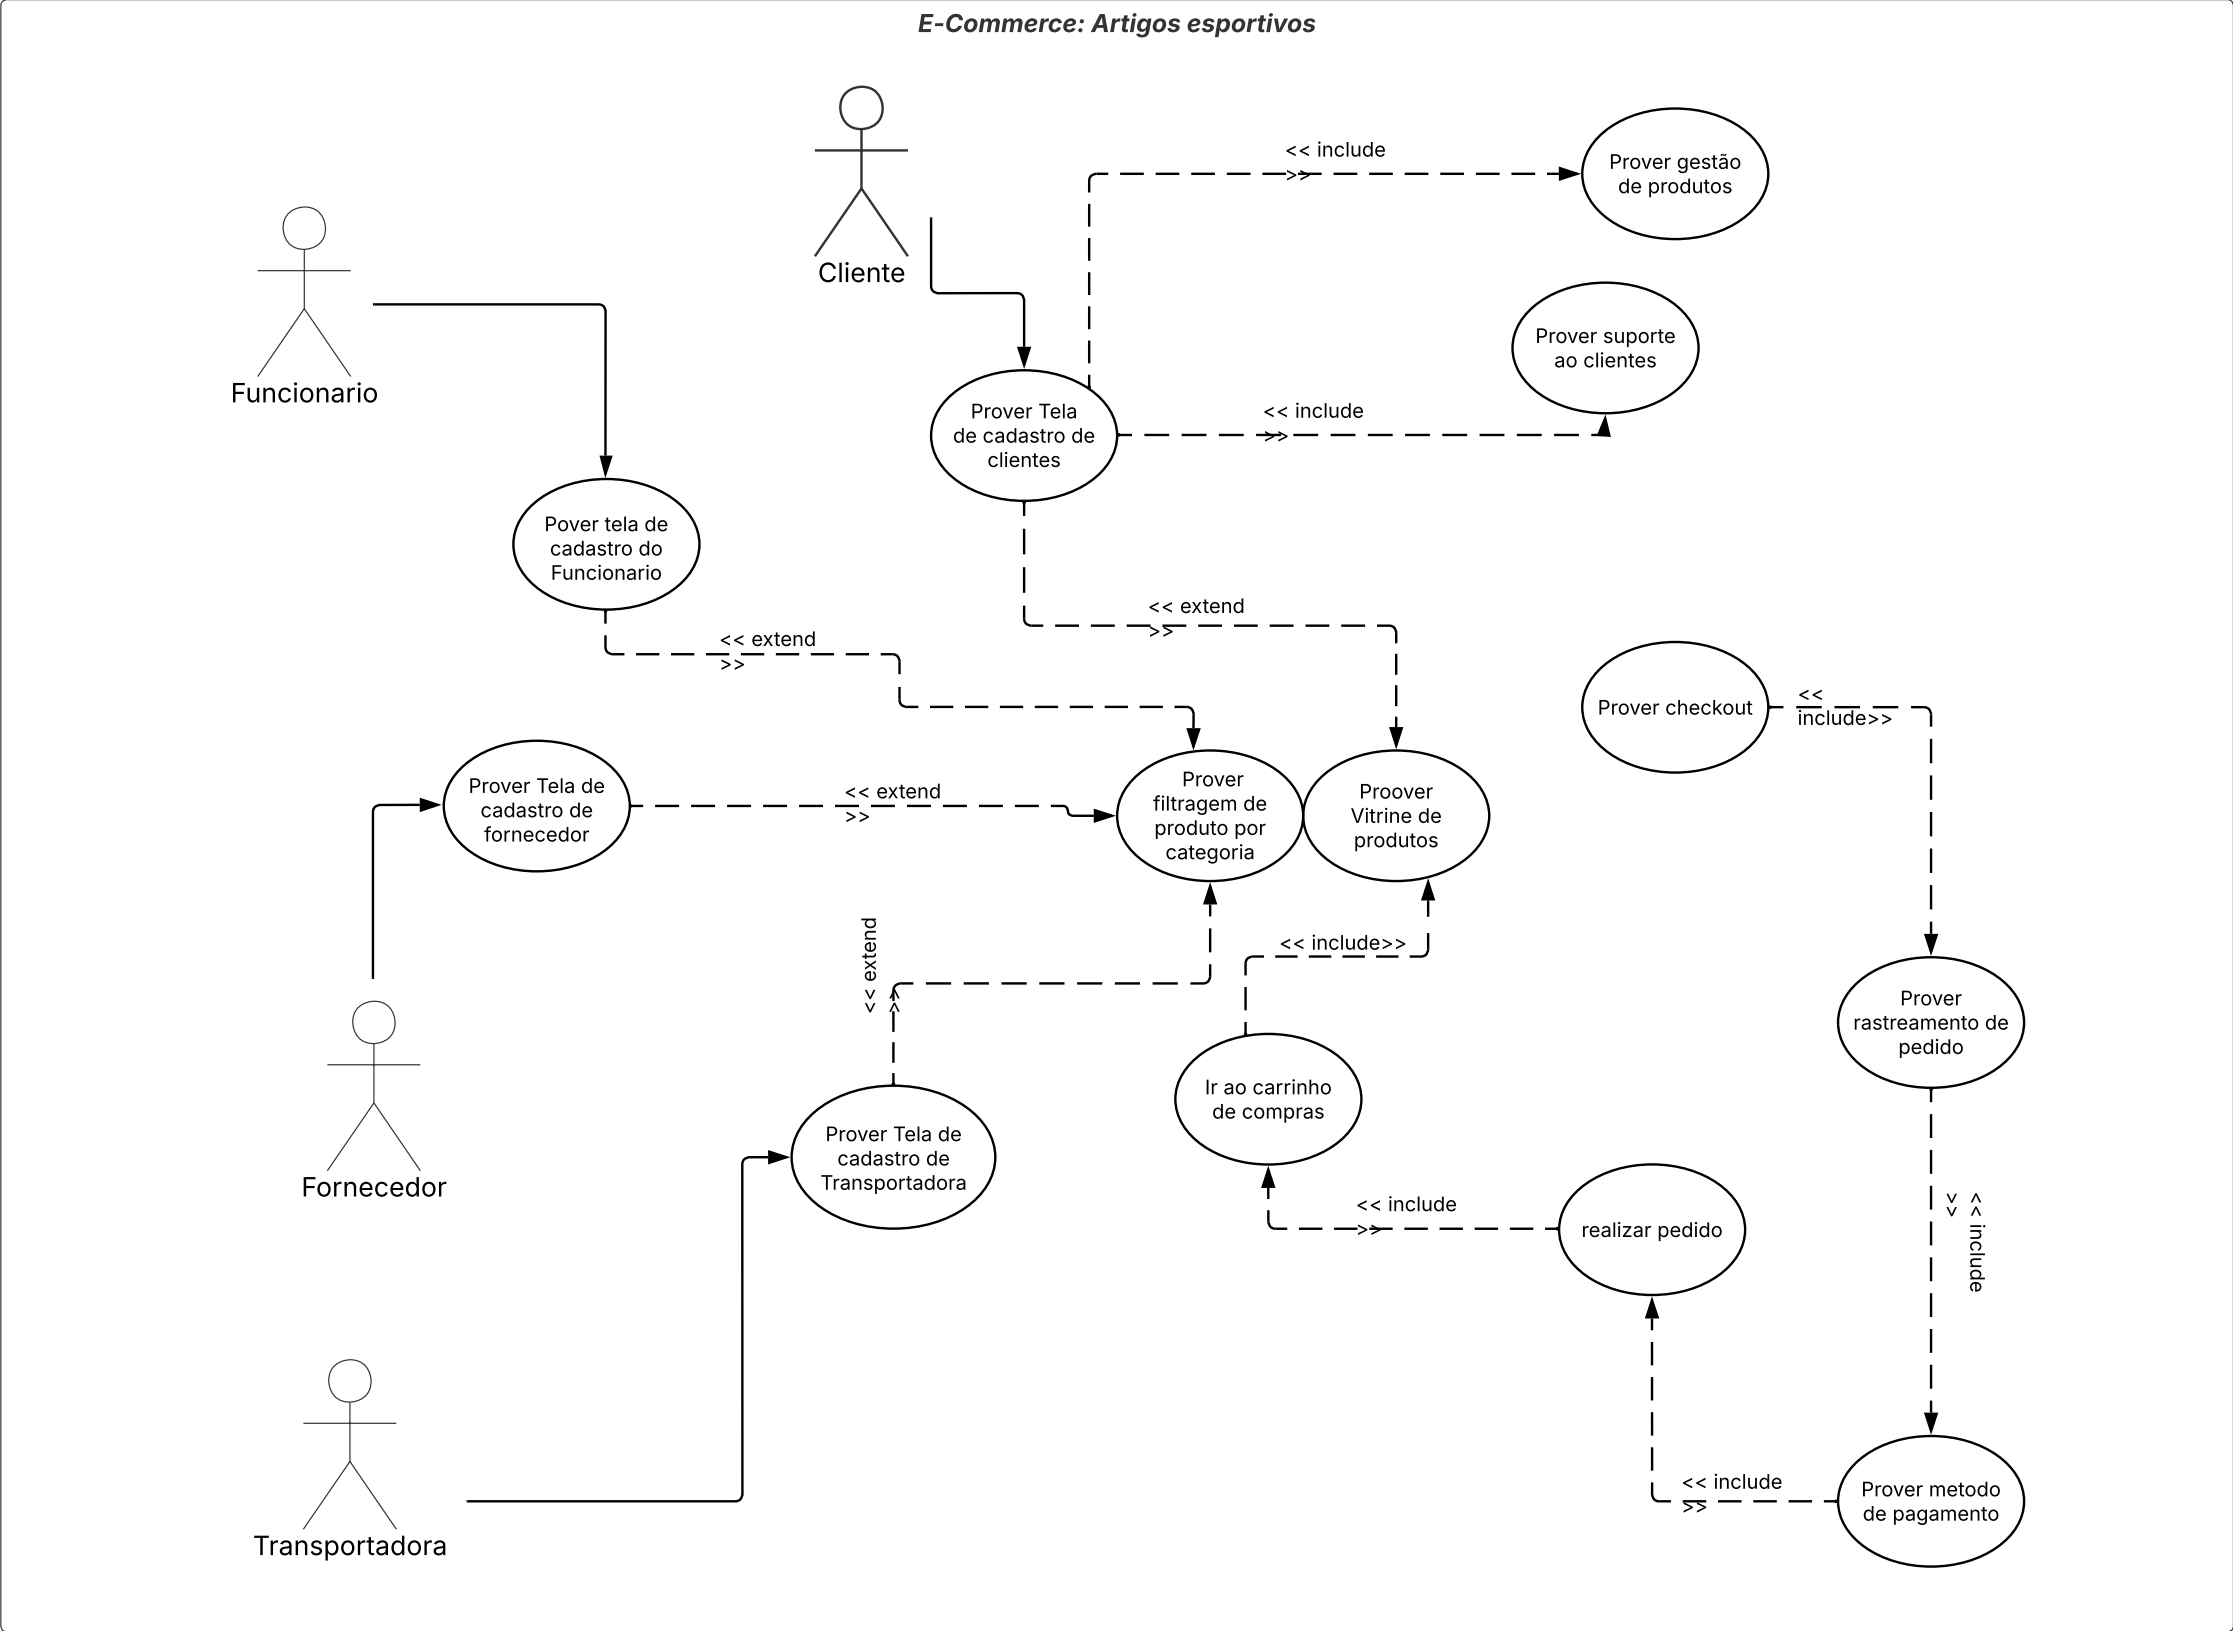 E-Commerce: Artigos esportivos
<< include
>>
Prover gestão
de produtos
Cliente
Funcionario
Prover suporte
ao clientes
Prover Tela
de cadastro de
clientes
<< include
>>
Pover tela de
cadastro do
Funcionario
<< extend
>>
<< extend
>>
Prover checkout
<<
include>>
Prover Tela de
cadastro de
fornecedor
<< extend
>>
Prover
filtragem de
produto por
categoria
Proover
Vitrine de
produtos
<< extend
>>
<< include>>
Prover
rastreamento de
pedido
Ir ao carrinho
de compras
Fornecedor
Prover Tela de
cadastro de
Transportadora
<< include
>>
realizar pedido
<< include
>>
Transportadora
<< include
>>
Prover metodo
de pagamento